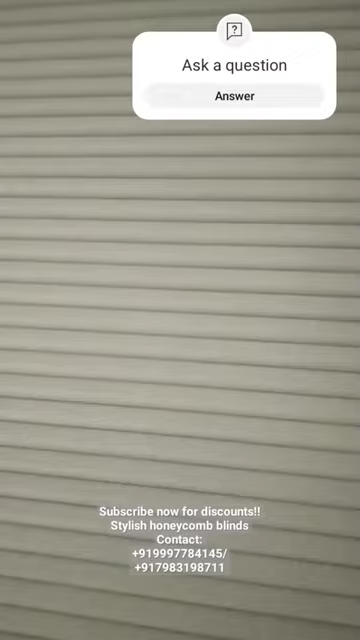 Ask a question
Answer
Subscribe now for discounts!!
Stylish honeycomb blinds
Contact:
+919997784145/
+917983198711